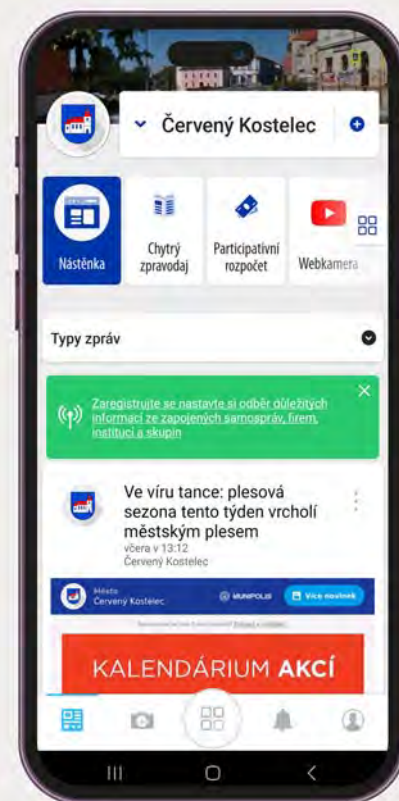 Červený Kostelec
Nástěnka
Chytrý
zpravodaj
Participativní
rozpočet
Webkamera
Typy zpráv
Zaregistrujte se nastavte si odběr důležitých
informací ze zapojených samospráv, firem,
institucí a skupin
Ve víru tance: plesová
sezona tento týden vrcholí
městským plesem
včera v 13:12
Červený Kostelec
Město
Červený Kostelec
MUNIPOLIS
Více novinek
KALENDÁRIUM AKCÍ